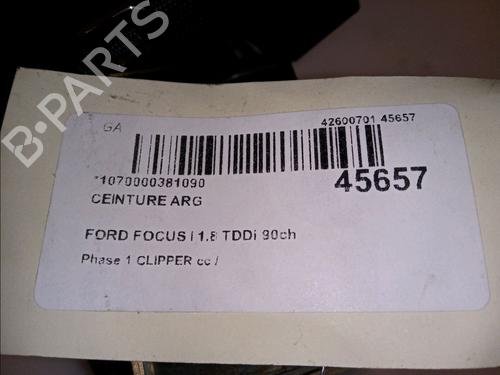 B-PARTS
GA
42600701 45657
*1070000381090
45657
CEINTURE ARG
FORD FOCUS I 1.8 TDDi 90ch
Phase 1 CLIPPER cc /